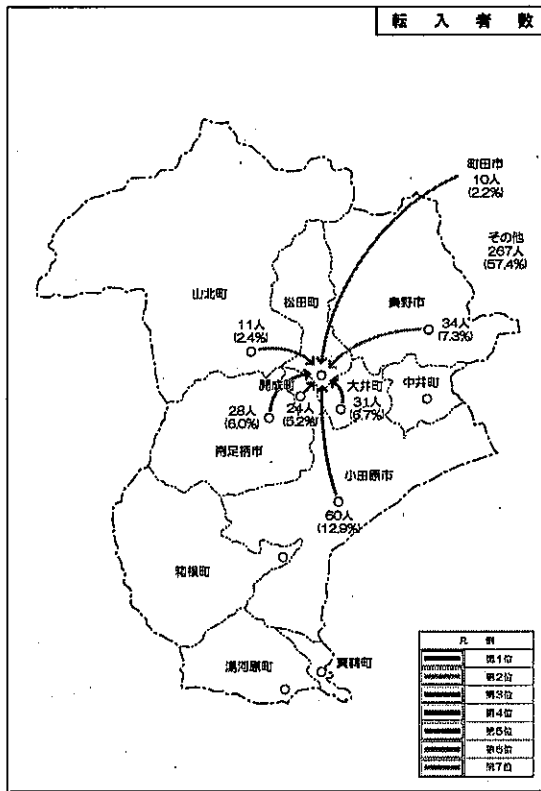 転入者数
町田市
10人
(2.2%)
その他
267人
(57.4%)
山北町
松田町
秦野市
11人
(2.4%)
34人
(7.3%)
開成町
大井町
中井町
28人
(6.0%)
24人
(5.2%)
31人
(6.7%)
南足柄市
小田原市
60人
(12.9%)
箱根町
湯河原町
真鶴町
凡例
第1位
第2位
第3位
第4位
第5位
第6位
第7位